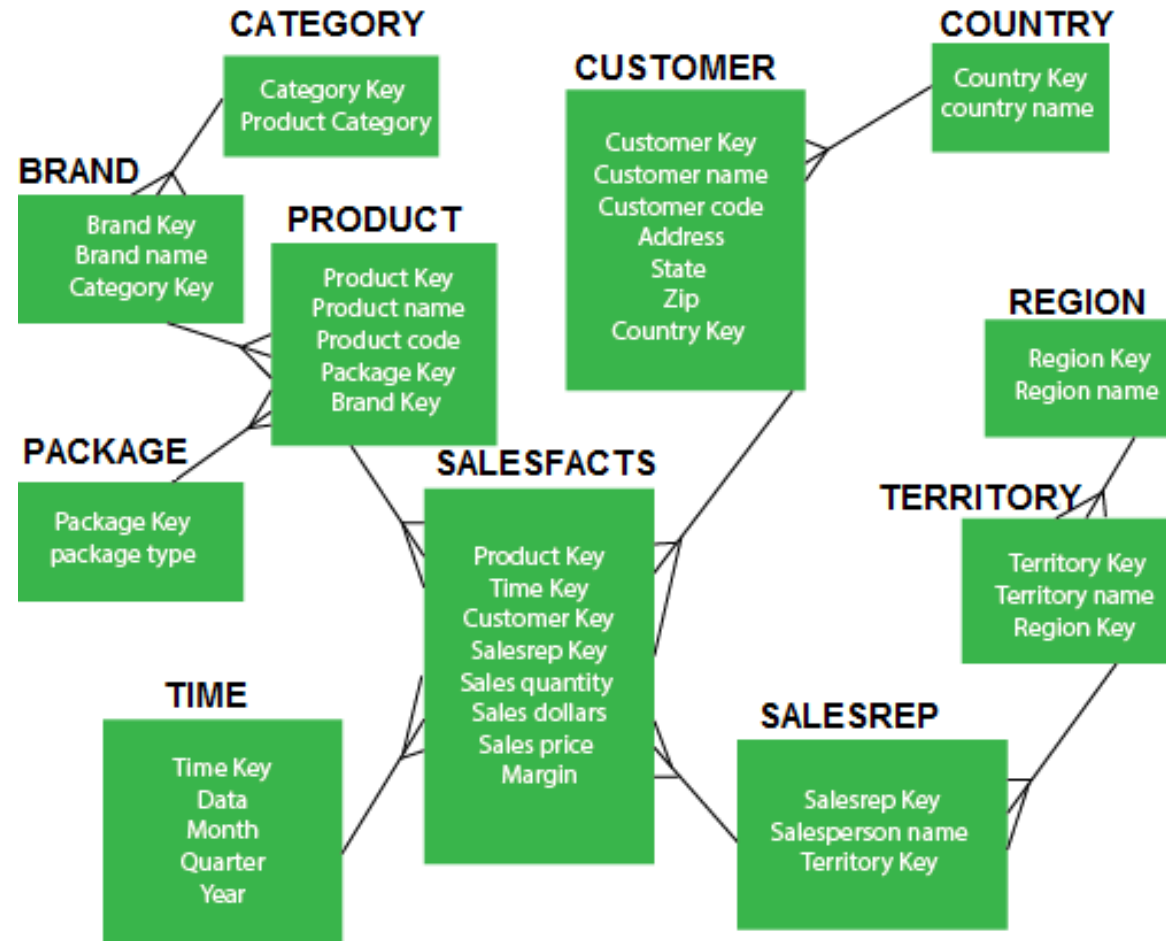 CATEGORY
Category Key
Product Category
BRAND
Brand Key
Brand name
Category Key
PRODUCT
Product Key
Product name
Product code
Package Key
Brand Key
PACKAGE
Package Key
package type
TIME
Time Key
Data
Month
Quarter
Year
SALESFACTS
Product Key
Time Key
Customer Key
Salesrep Key
Sales quantity
Sales dollars
Sales price
Margin
CUSTOMER
Customer Key
Customer name
Customer code
Address
State
Zip
Country Key
COUNTRY
Country Key
country name
REGION
Region Key
Region name
TERRITORY
Territory Key
Territory name
Region Key
SALESREP
Salesrep Key
Salesperson name
Territory Key